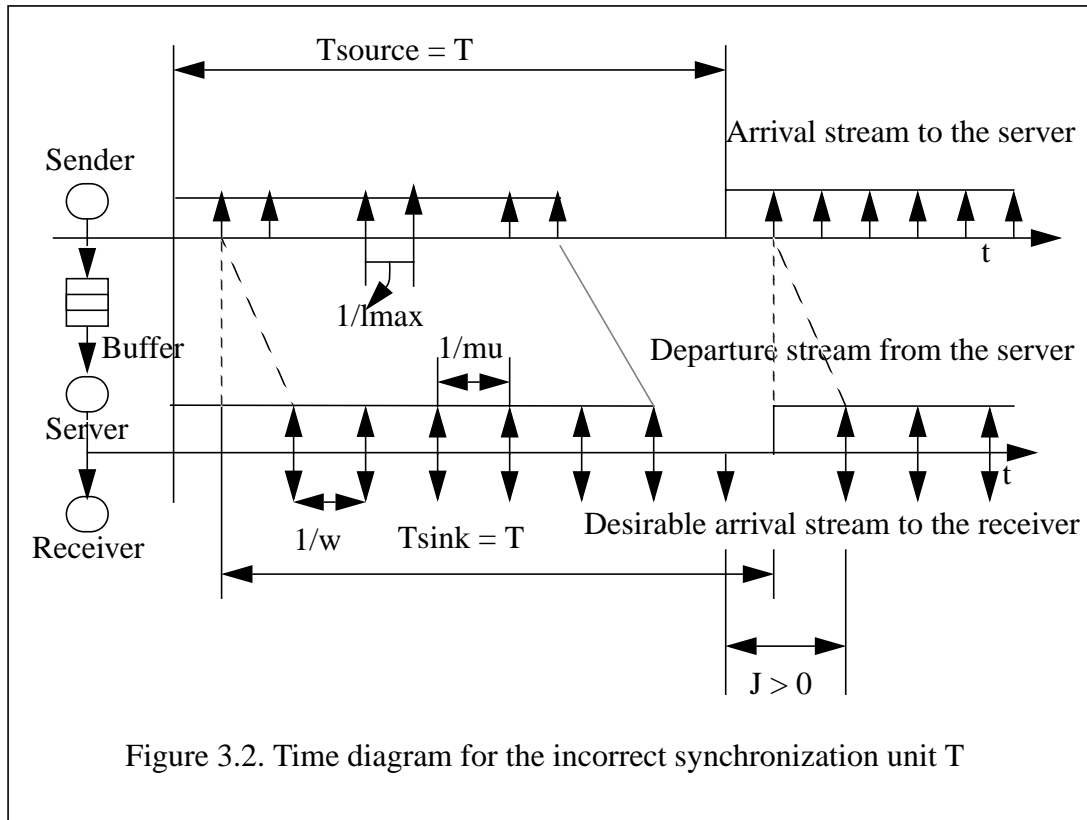 Tsource = T
Arrival stream to the server
Sender
t
1/lmax
Buffer
1/mu
Departure stream from the server
Server
t
Receiver
1/w
Tsink = T
Desirable arrival stream to the receiver
J > 0
Figure 3.2. Time diagram for the incorrect synchronization unit T